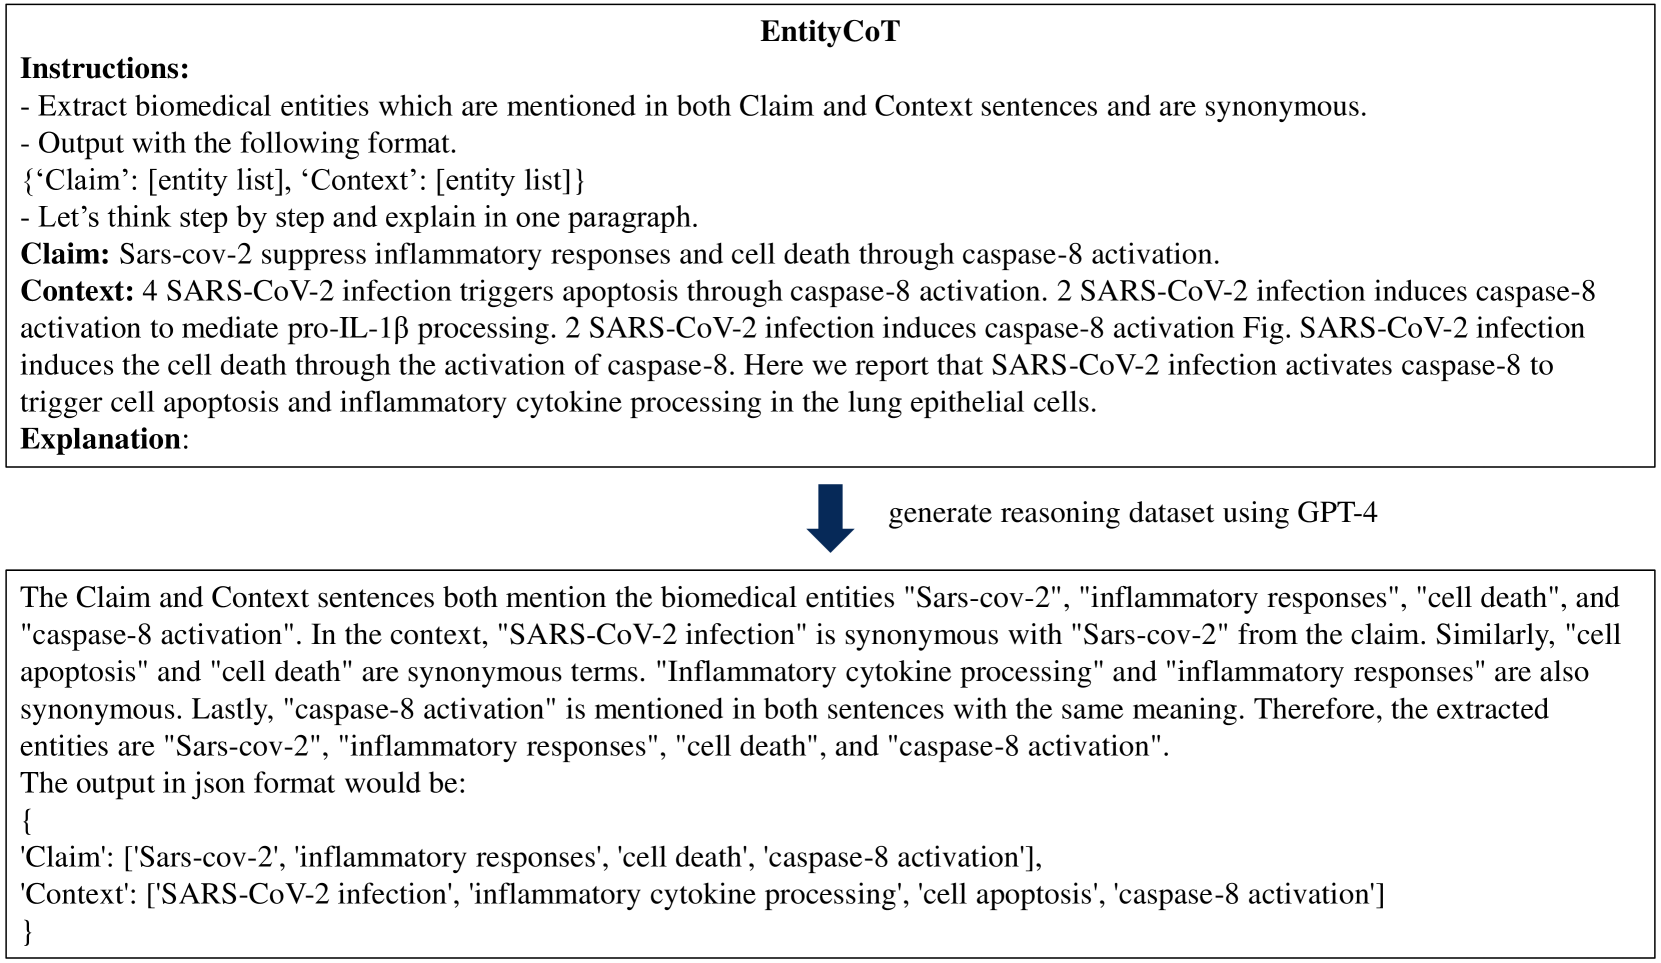 EntityCoT
Instructions:
- Extract biomedical entities which are mentioned in both Claim and Context sentences and are synonymous.
- Output with the following format.
{‘Claim’: [entity list], ‘Context’: [entity list]}
- Let’s think step by step and explain in one paragraph.
Claim: Sars-cov-2 suppress inflammatory responses and cell death through caspase-8 activation.
Context: 4 SARS-CoV-2 infection triggers apoptosis through caspase-8 activation. 2 SARS-CoV-2 infection induces caspase-8
activation to mediate pro-IL-1β processing. 2 SARS-CoV-2 infection induces caspase-8 activation Fig. SARS-CoV-2 infection
induces the cell death through the activation of caspase-8. Here we report that SARS-CoV-2 infection activates caspase-8 to
trigger cell apoptosis and inflammatory cytokine processing in the lung epithelial cells.
Explanation:
generate reasoning dataset using GPT-4
The Claim and Context sentences both mention the biomedical entities "Sars-cov-2", "inflammatory responses", "cell death", and
"caspase-8 activation". In the context, "SARS-CoV-2 infection" is synonymous with "Sars-cov-2" from the claim. Similarly, "cell
apoptosis" and "cell death" are synonymous terms. "Inflammatory cytokine processing" and "inflammatory responses" are also
synonymous. Lastly, "caspase-8 activation" is mentioned in both sentences with the same meaning. Therefore, the extracted
entities are "Sars-cov-2", "inflammatory responses", "cell death", and "caspase-8 activation".
The output in json format would be:
{
'Claim': ['Sars-cov-2', 'inflammatory responses', 'cell death', 'caspase-8 activation'],
'Context': ['SARS-CoV-2 infection', 'inflammatory cytokine processing', 'cell apoptosis', 'caspase-8 activation']
}